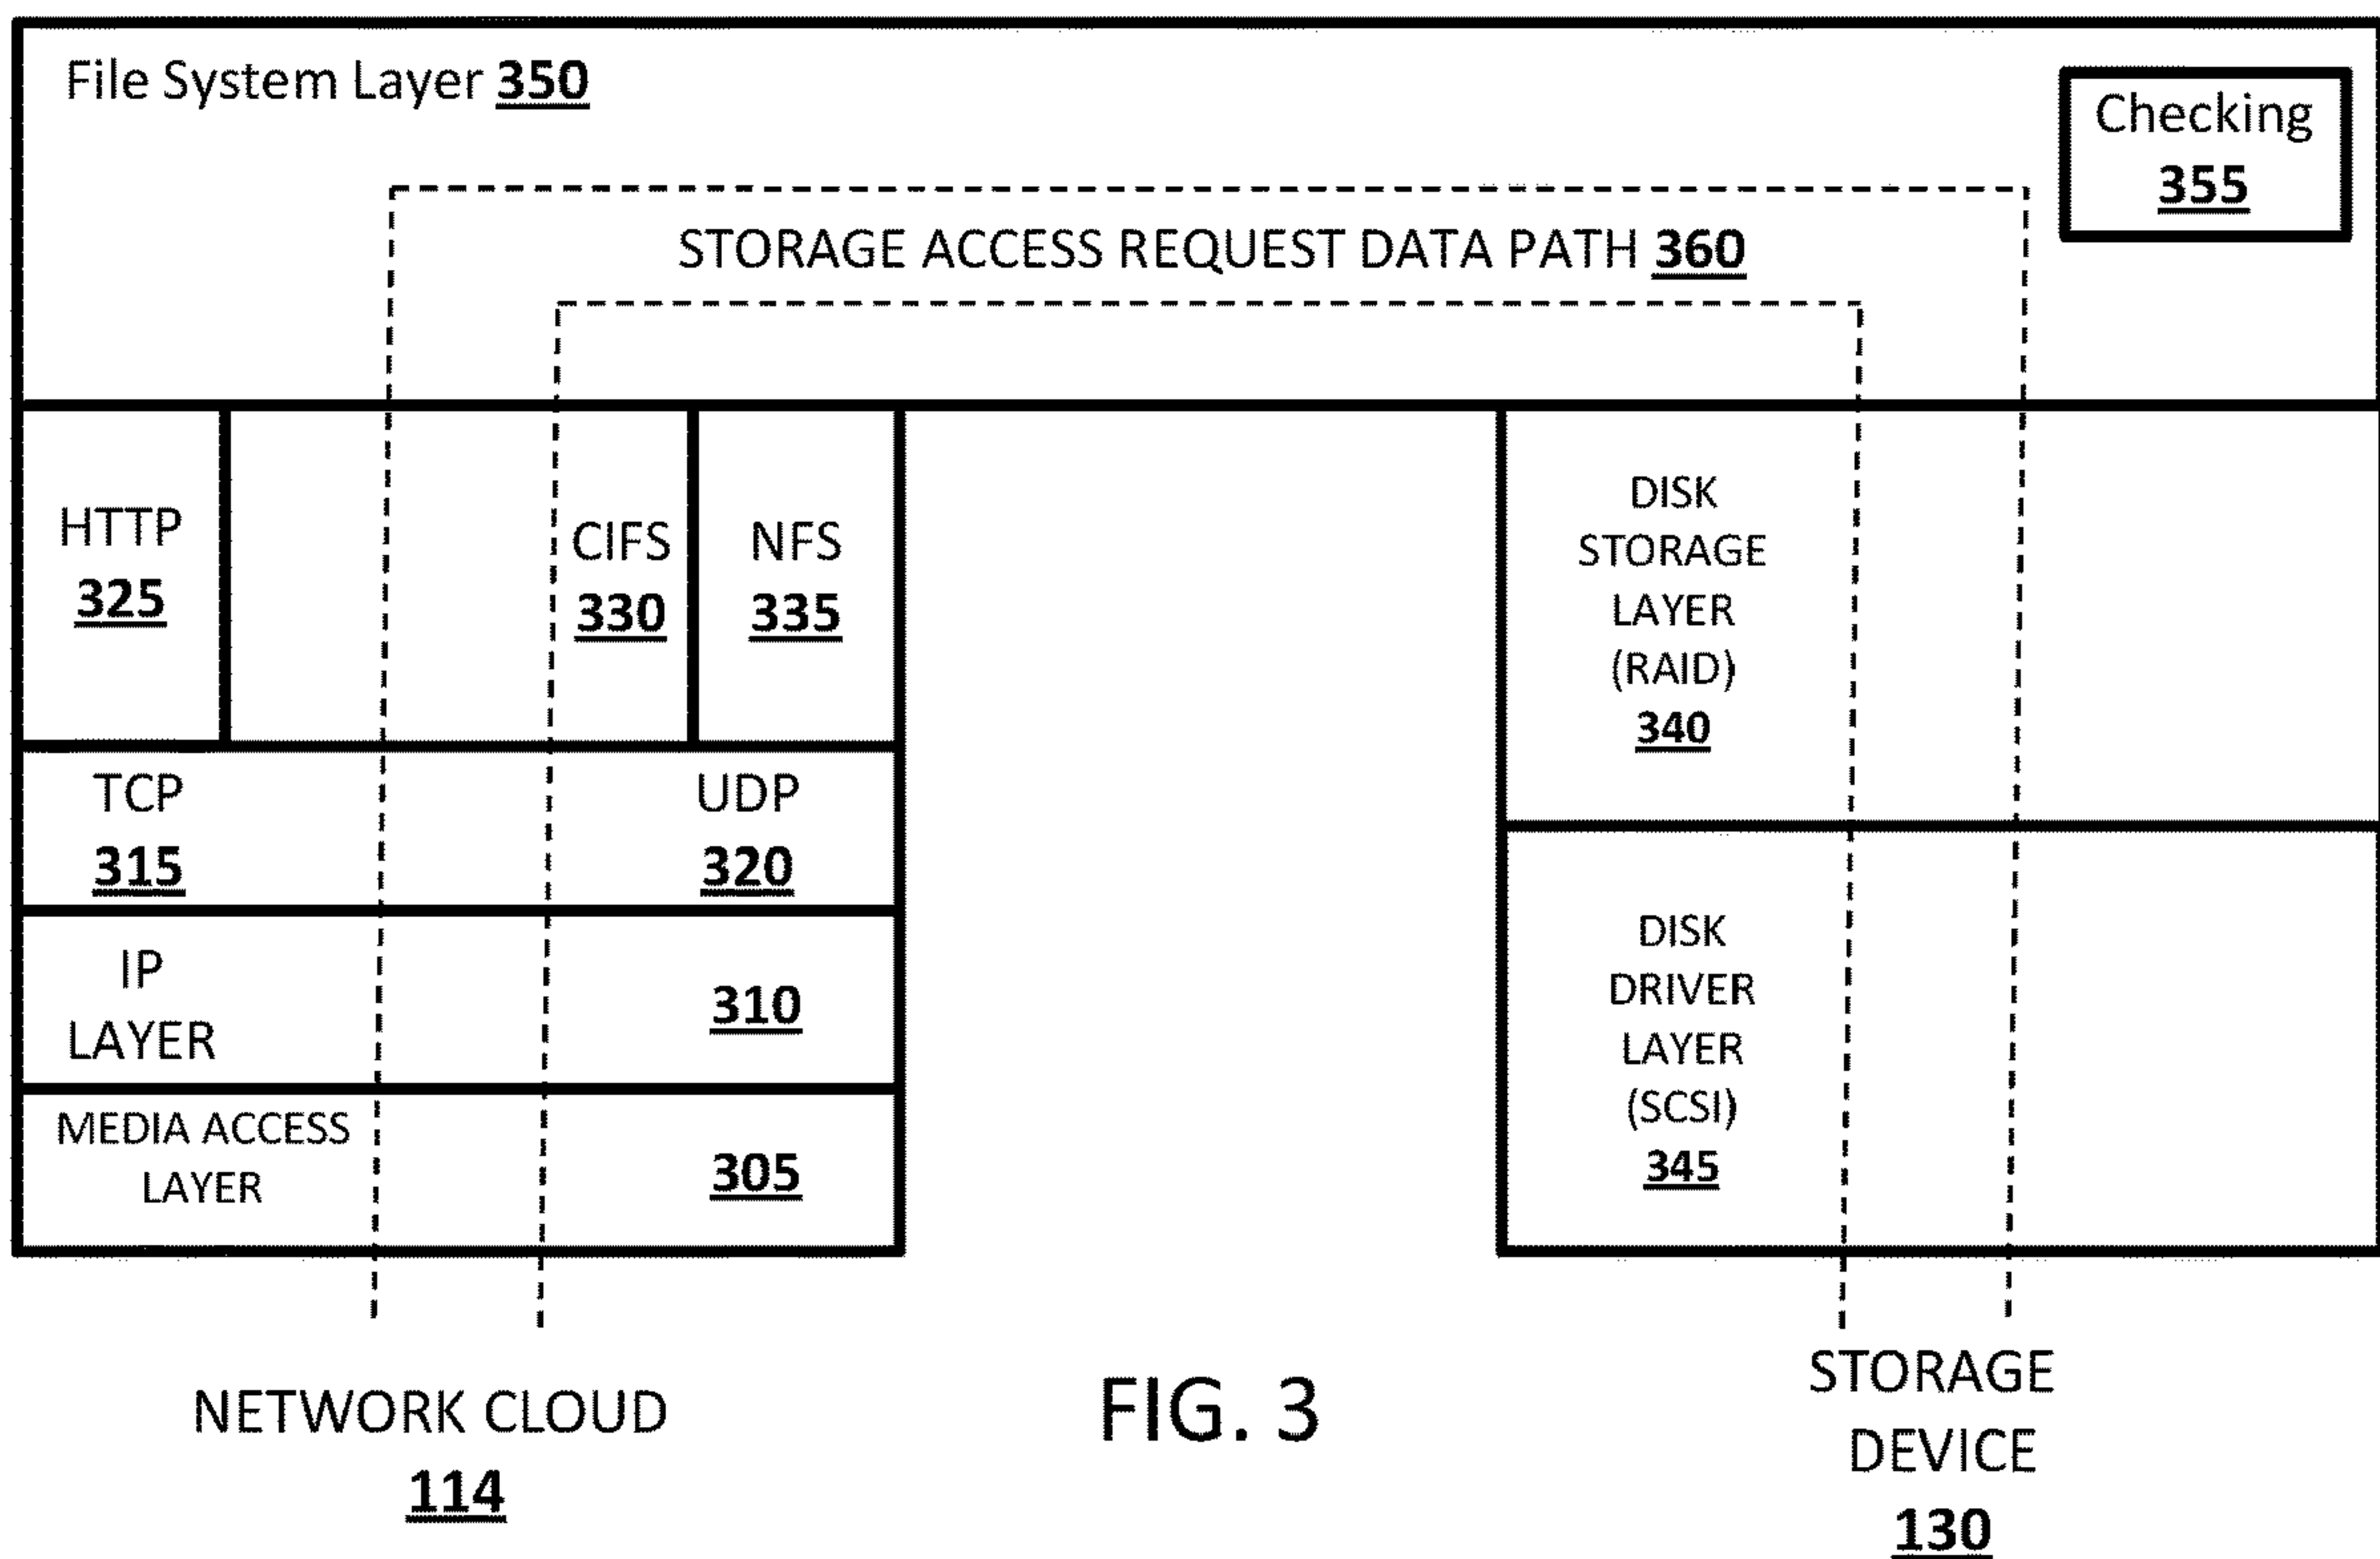 File System Layer 350
Checking
355
STORAGE ACCESS REQUEST DATA PATH 360
HTTP
325
CIFS
330
NFS
335
TCP
315
UDP
320
IP
LAYER
310
MEDIA ACCESS
LAYER
305
DISK
STORAGE
LAYER
(RAID)
340
DISK
DRIVER
LAYER
(SCSI)
345
NETWORK CLOUD
114
FIG. 3
STORAGE
DEVICE
130